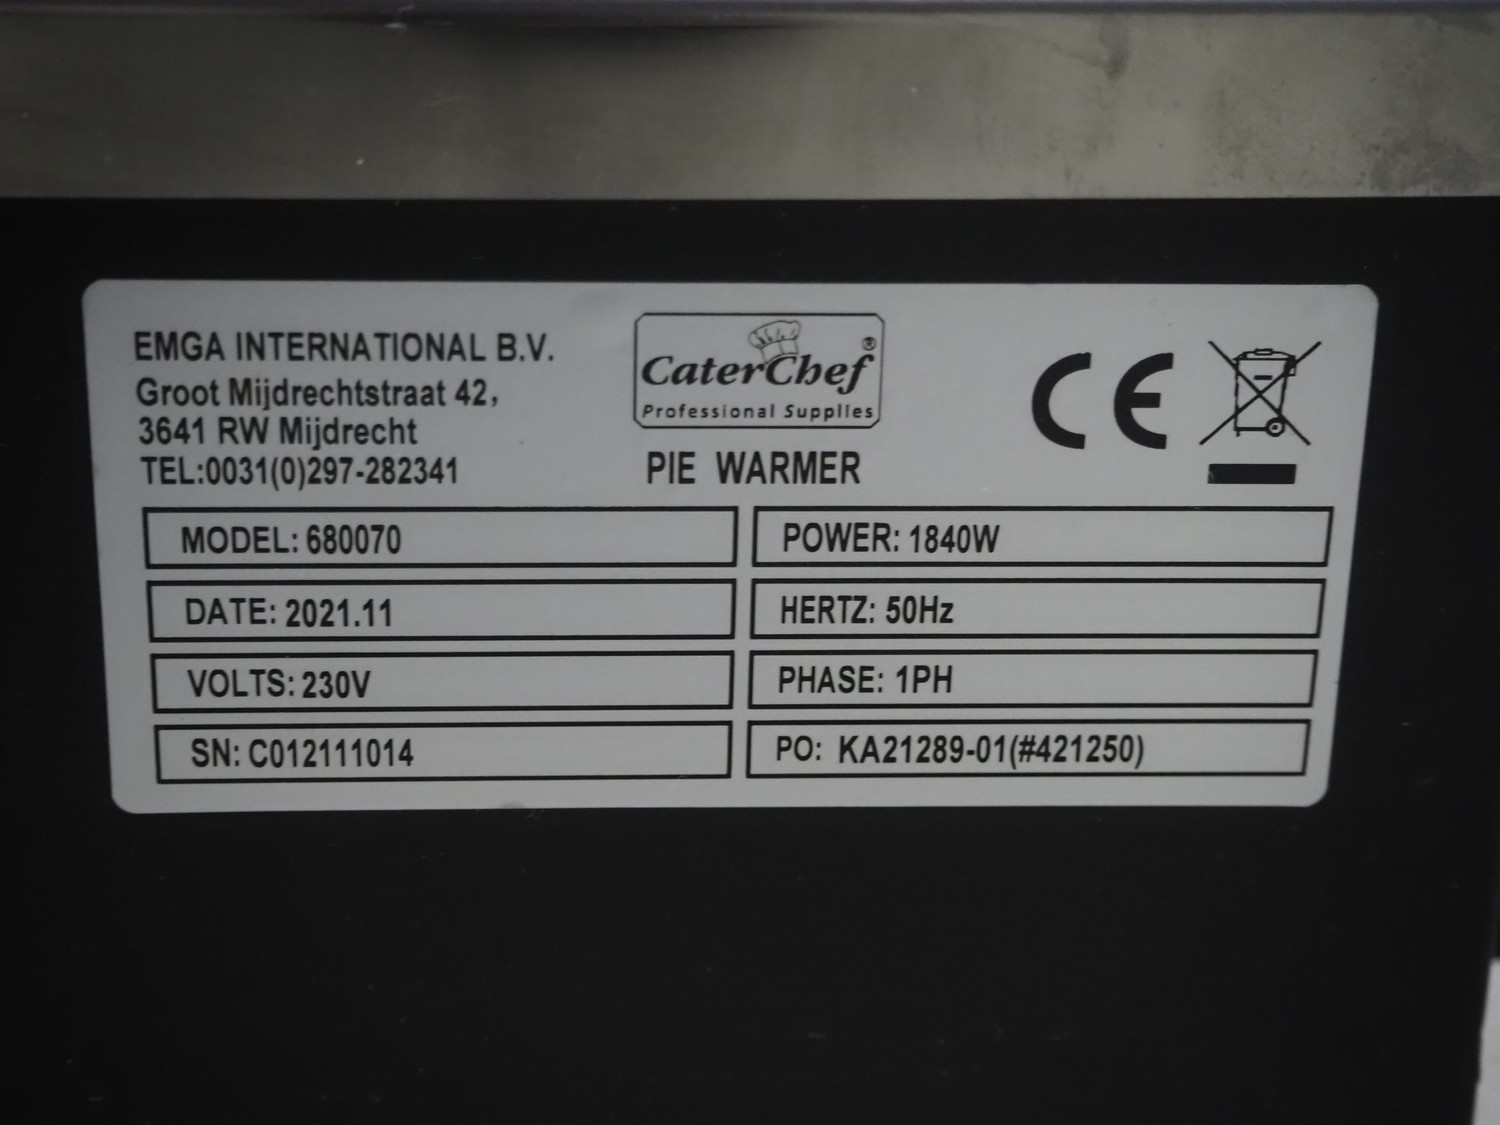 EMGA INTERNATIONAL B.V.
Groot Mijdrechtstraat 42,
3641 RW Mijdrecht
TEL:0031(0)297-282341
CaterChef®
Professional Supplies
PIE WARMER
CE
MODEL: 680070
POWER: 1840W
DATE: 2021.11
HERTZ: 50Hz
VOLTS: 230V
PHASE: 1PH
SN: C012111014
PO: KA21289-01(#421250)